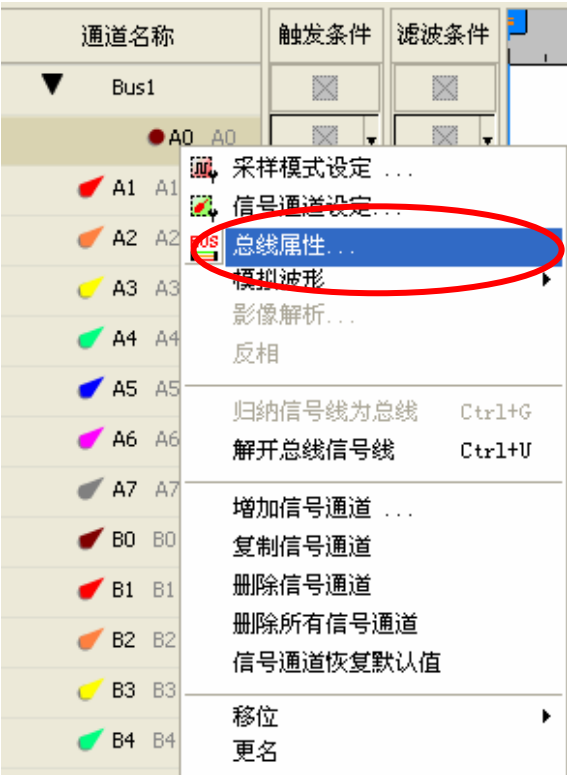 通道名称 触发条件 滤波条件
Bus1
A0 A0
采样模式设定 ...
A1 A1
信号通道设定...
A2 A2
BUS 总线属性...
模拟波形
A3 A3
影像解析...
A4 A4
反相
A5 A5
归纳信号线为总线 Ctrl+G
A6 A6
解开总线信号线 Ctrl+U
A7 A7
增加信号通道 ...
B0 B0
复制信号通道
B1 B1
删除信号通道
删除所有信号通道
B2 B2
信号通道恢复默认值
B3 B3
移位
B4 B4
更名